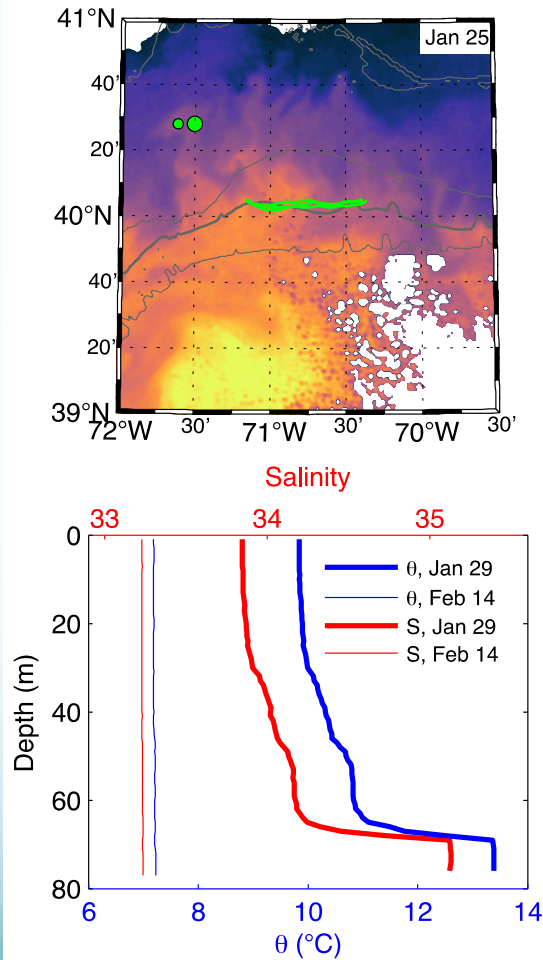 41°N
Jan 25
40'
20'
40°N
40'
20'
39°N
72°W 30' 71°W 30' 70°W 30'
Salinity
33 34 35
0
θ, Jan 29
θ, Feb 14
S, Jan 29
S, Feb 14
20
40
60
80
Depth (m)
6 8 10 12 14
θ (°C)